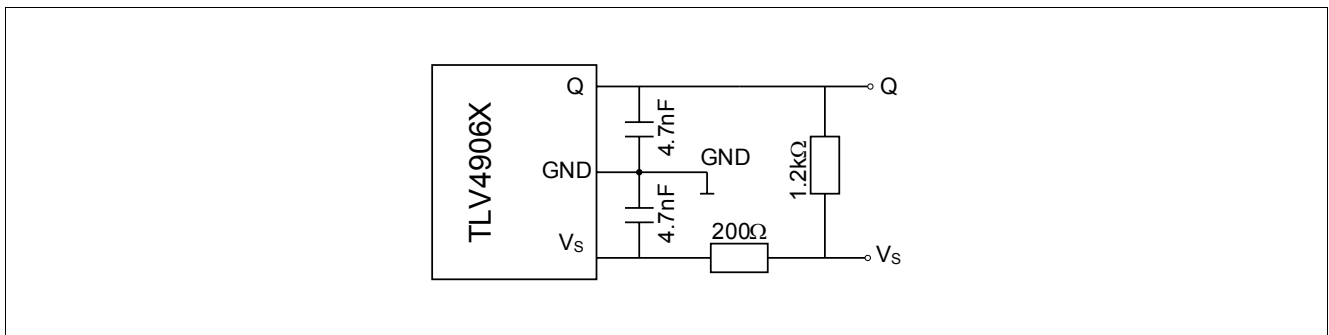 TLV4906X
Q
GND
VS
4.7nF
4.7nF
GND
200Ω
1.2kΩ
Q
VS